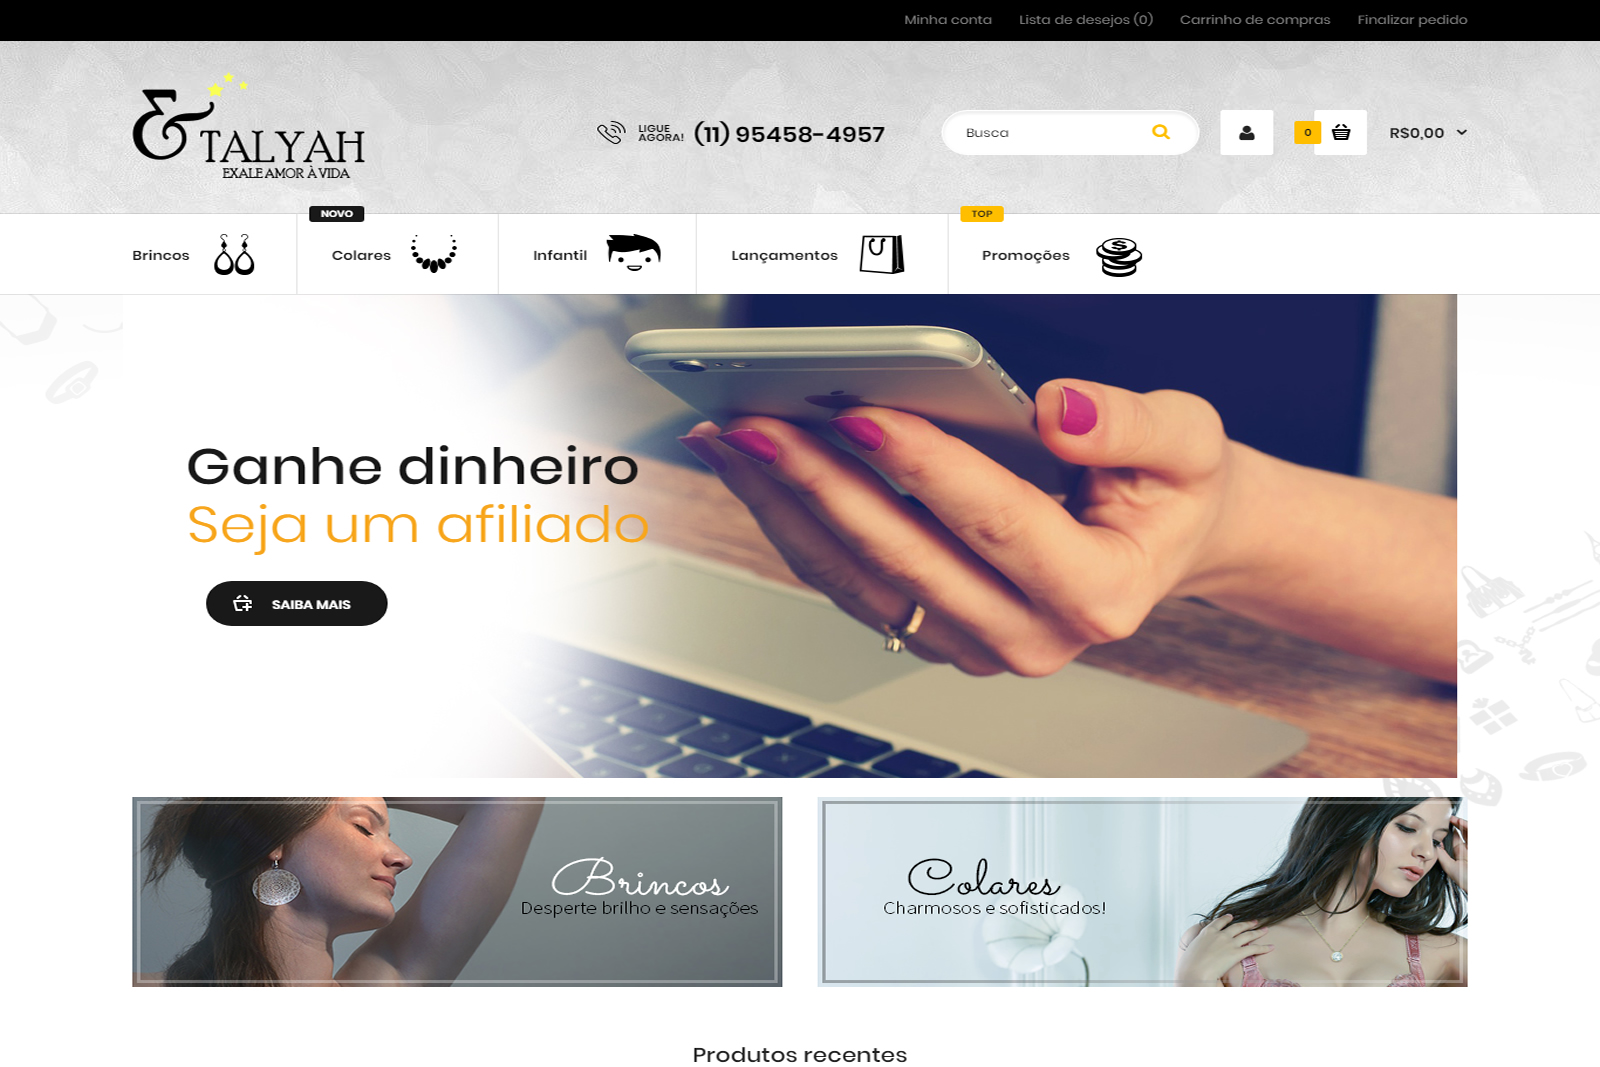 Minha conta
Lista de desejos (0)
Carrinho de compras
Finalizar pedido
& TALYAH
EXALE AMOR À VIDA
LIGUE
AGORA!
(11) 95458-4957
Busca
0
R$0,00
Brincos
NOVO
Colares
Infantil
Lançamentos
TOP
Promoções
Ganhe dinheiro
Seja um afiliado
SAIBA MAIS
Brincos
Desperte brilho e sensações
Colares
Charmosos e sofisticados!
Produtos recentes